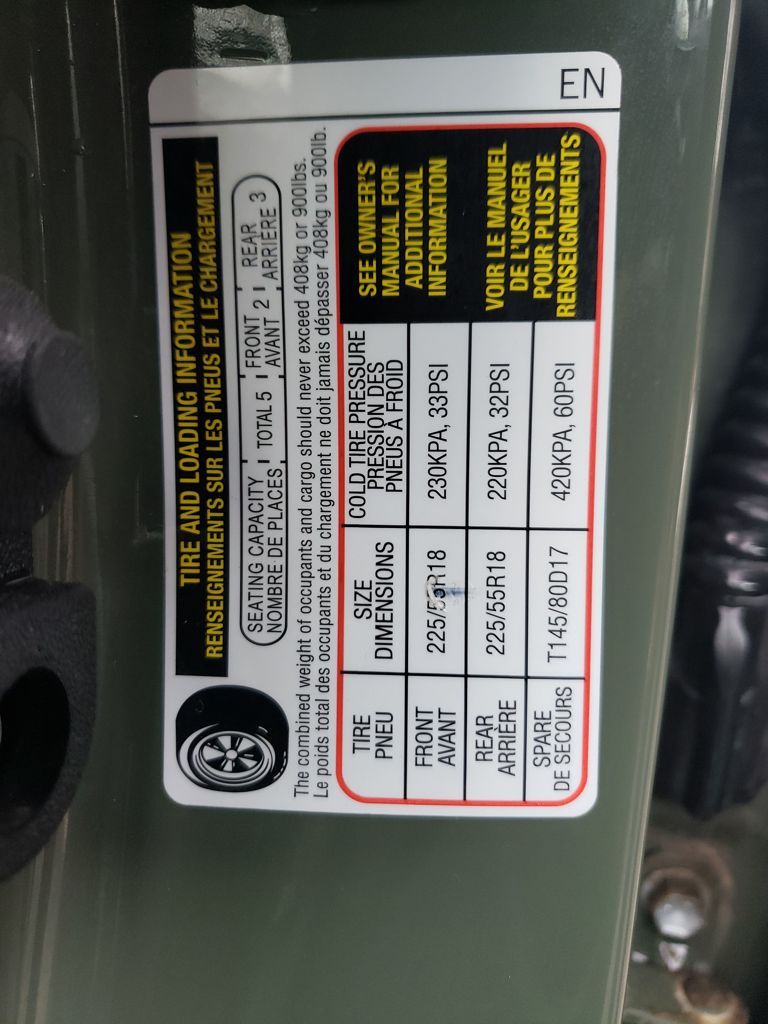 EN
TIRE AND LOADING INFORMATION
RENSEIGNEMENTS SUR LES PNEUS ET LE CHARGEMENT
SEATING CAPACITY TOTAL 5 FRONT 2 REAR 3
NOMBRE DE PLACES AVANT ARRIÈRE
The combined weight of occupants and cargo should never exceed 408kg or 900lbs.
Le poids total des occupants et du chargement ne doit jamais dépasser 408kg ou 900lb.
TIRE SIZE COLD TIRE PRESSURE
PNEU DIMENSIONS PRESSION DES
PNEUS À FROID
FRONT 225/ R18 230KPA, 33PSI
AVANT
REAR 225/55R18 220KPA, 32PSI
ARRIÈRE
SPARE T145/80D17 420KPA, 60PSI
DE SECOURS
SEE OWNER'S
MANUAL FOR
ADDITIONAL
INFORMATION
VOIR LE MANUEL
DE L'USAGER
POUR PLUS DE
RENSEIGNEMENTS